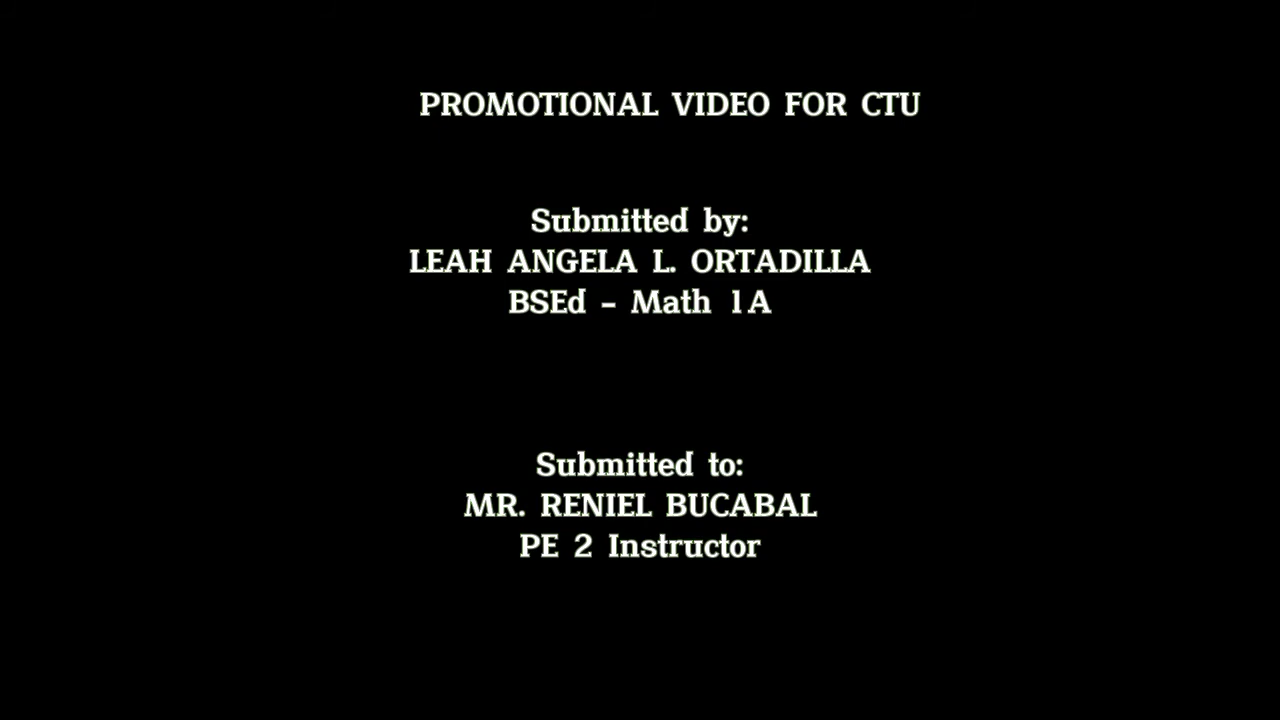 PROMOTIONAL VIDEO FOR CTU
Submitted by:
LEAH ANGELA L. ORTADILLA
BSEd - Math 1A
Submitted to:
MR. RENIEL BUCABAL
PE 2 Instructor